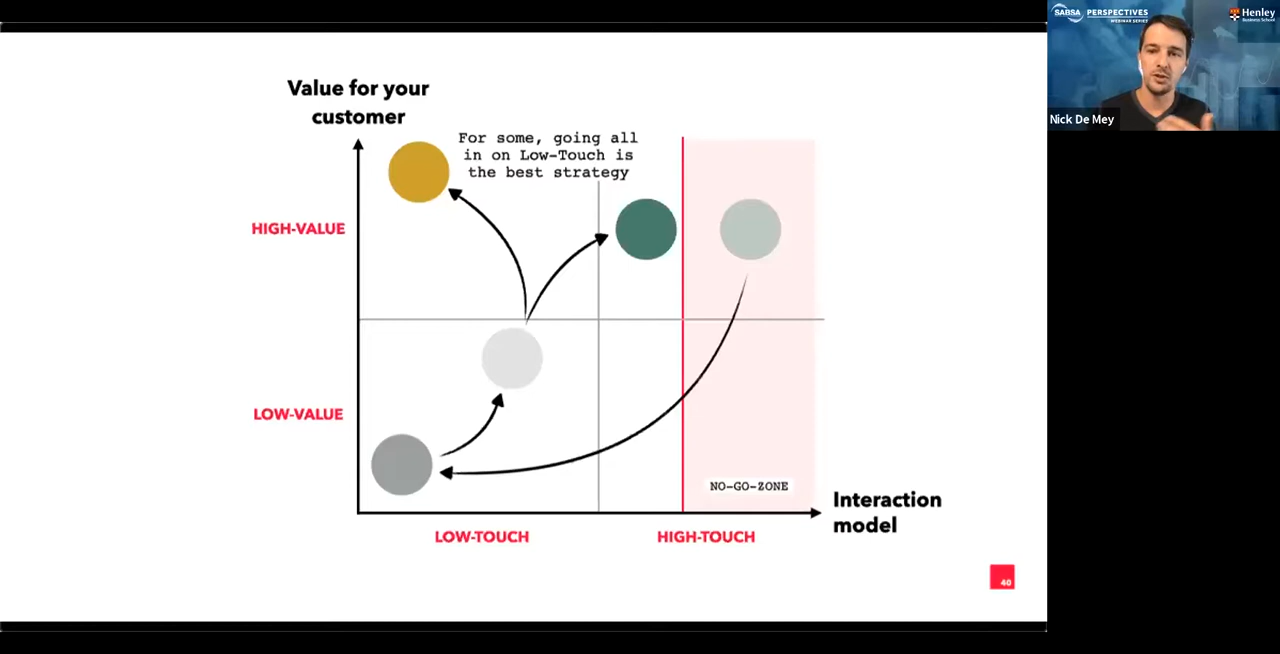 Value for your
customer
For some, going all
in on Low-Touch is
the best strategy
HIGH-VALUE
LOW-VALUE
NO-GO-ZONE
Interaction
model
LOW-TOUCH
HIGH-TOUCH
40
SABSA PERSPECTIVES
WEBINAR SERIES
Henley
Business School
Nick De Mey